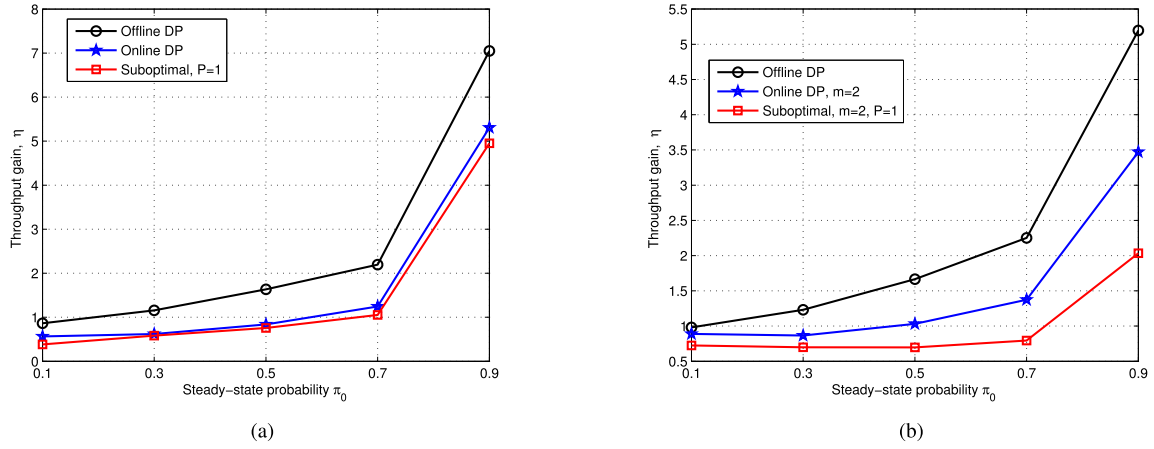 8
7
6
5
4
3
2
1
0
Throughput gain, η
Offline DP
Online DP
Suboptimal, P=1
0.1 0.3 0.5 0.7 0.9
Steady−state probability π0
(a)
5.5
5
4.5
4
3.5
3
2.5
2
1.5
1
0.5
Throughput gain, η
Offline DP
Online DP, m=2
Suboptimal, m=2, P=1
0.1 0.3 0.5 0.7 0.9
Steady−state probability π0
(b)